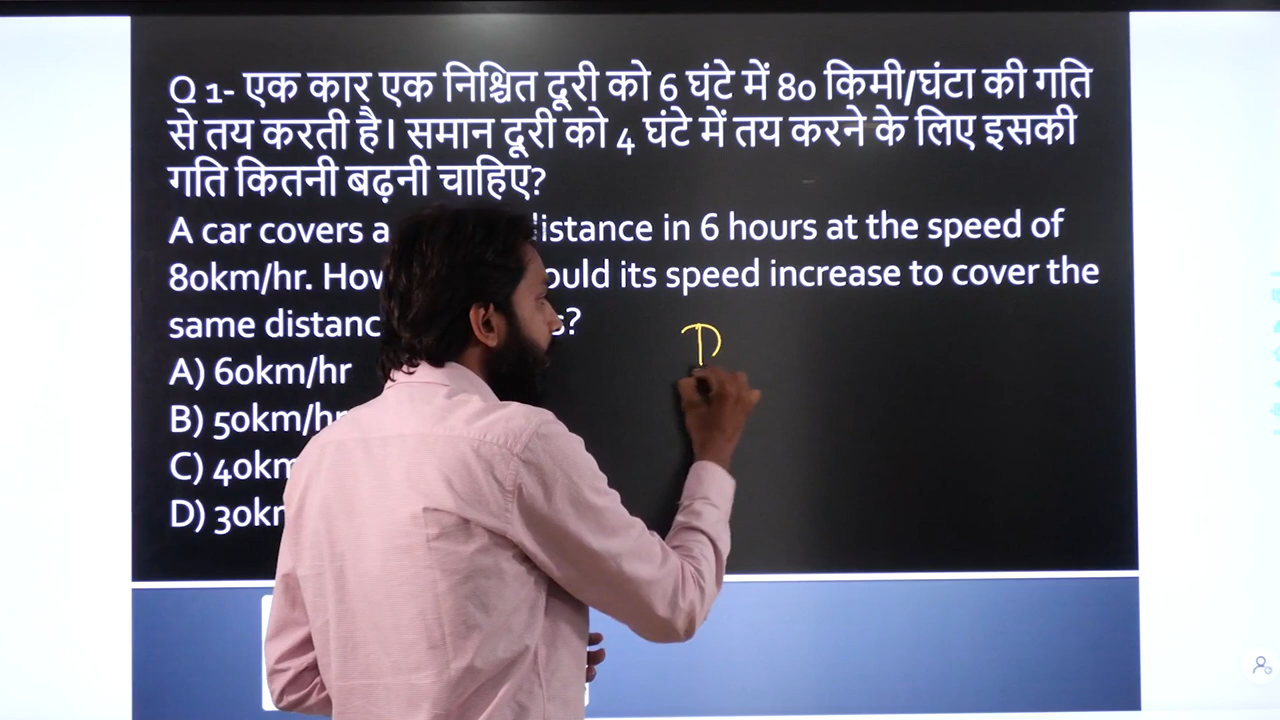 Q 1- एक कार एक निश्चित दूरी को 6 घंटे में 80 किमी/घंटा की गति
से तय करती है। समान दूरी को 4 घंटे में तय करने के लिए इसकी
गति कितनी बढ़नी चाहिए?
A car covers a distance in 6 hours at the speed of
80km/hr. How its speed increase to cover the
same distanc ?
A) 60km/hr
B) 50km/hr
C) 40km
D) 30k
D